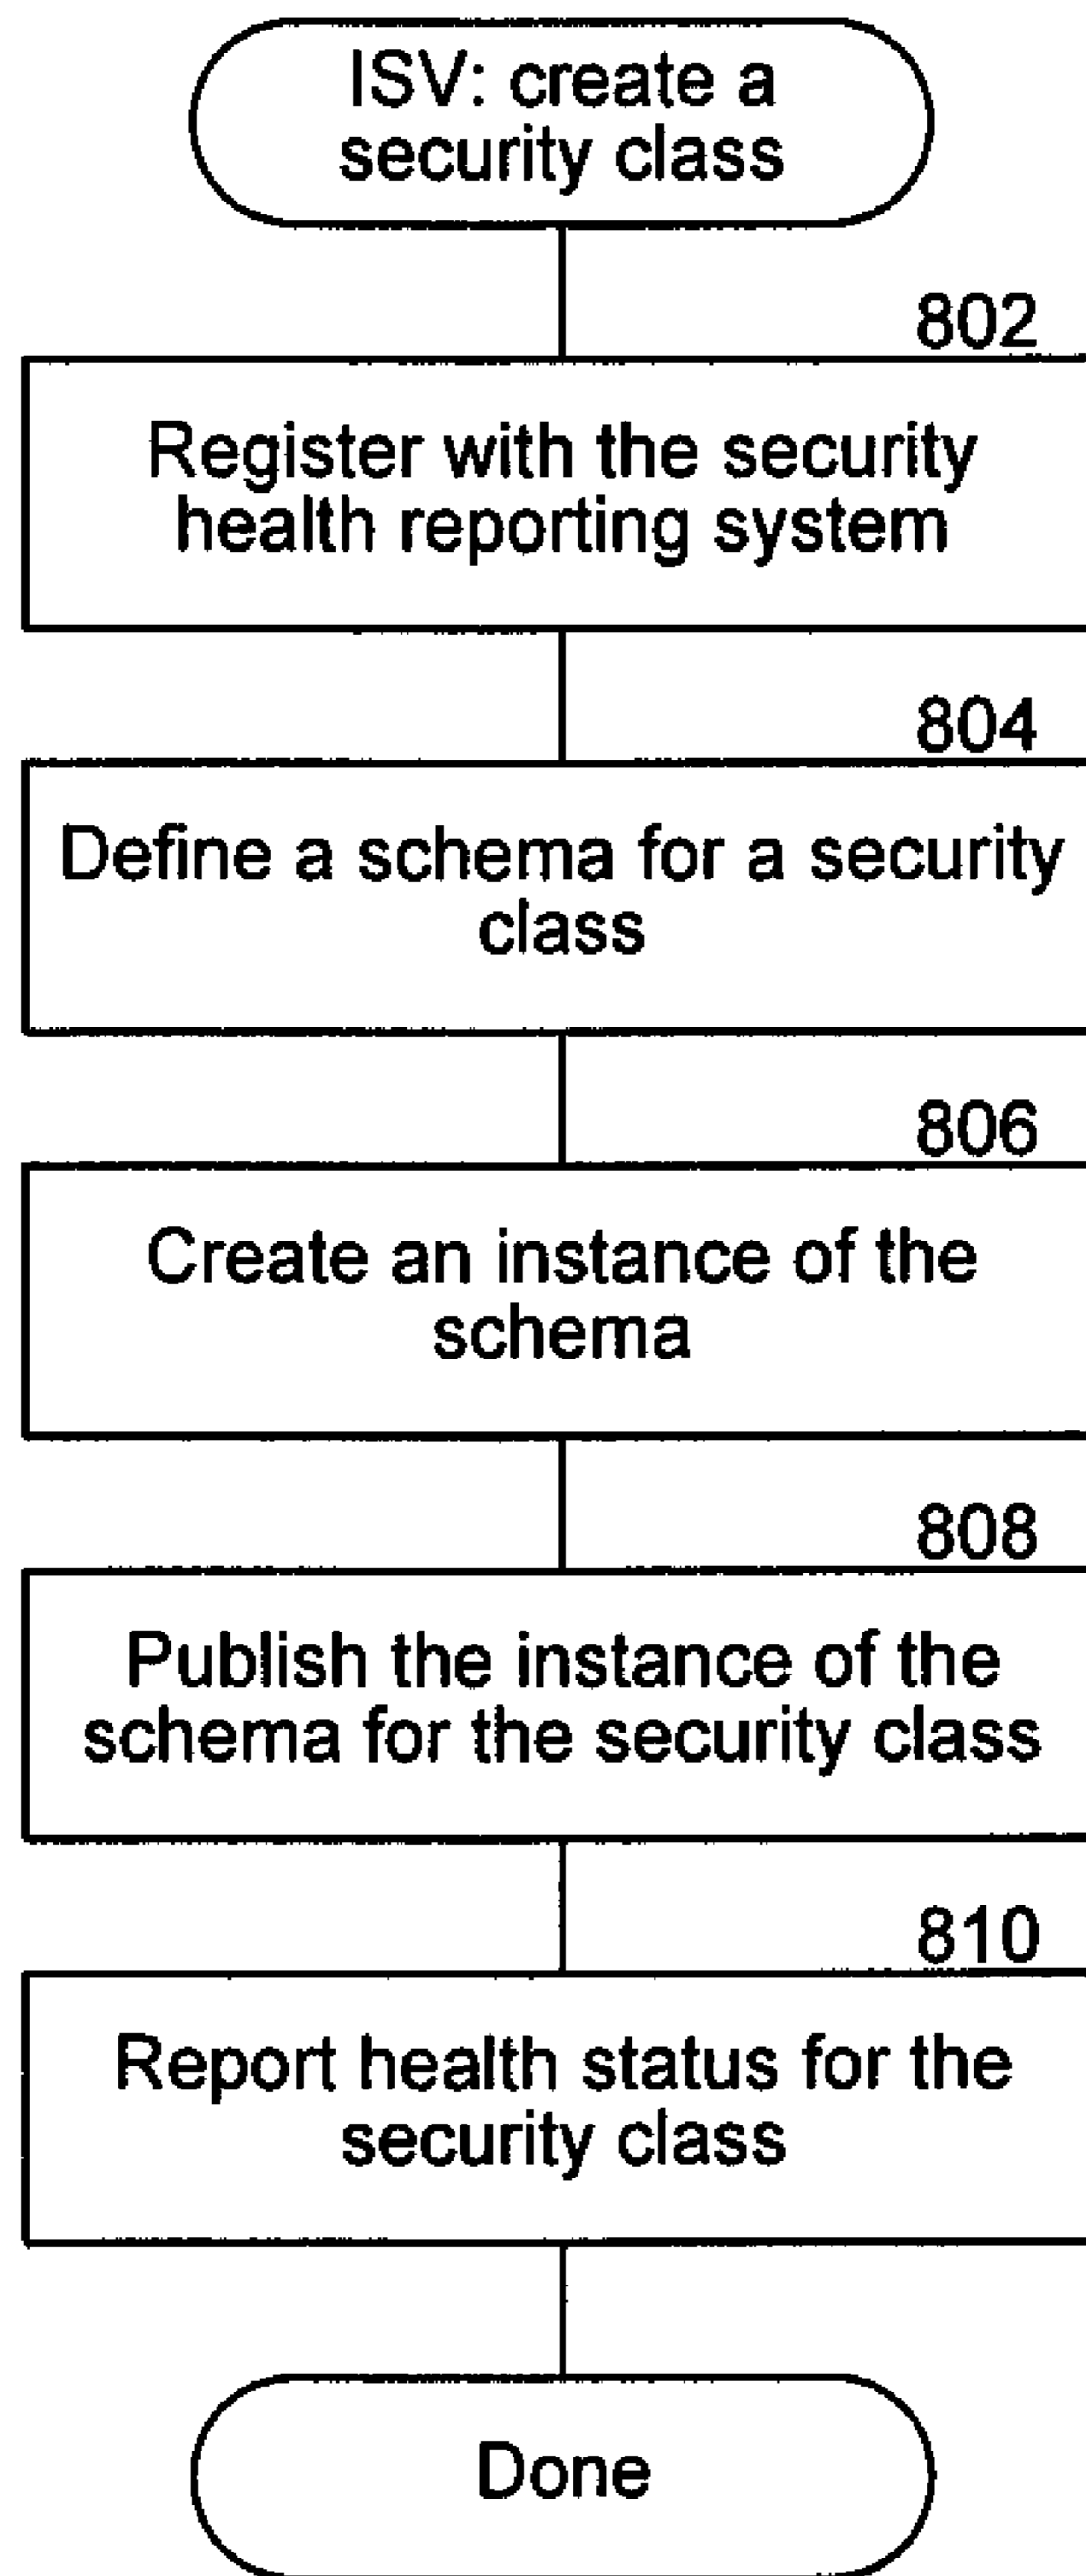 ISV: create a
security class
802
Register with the security
health reporting system
804
Define a schema for a security
class
806
Create an instance of the
schema
808
Publish the instance of the
schema for the security class
810
Report health status for the
security class
Done